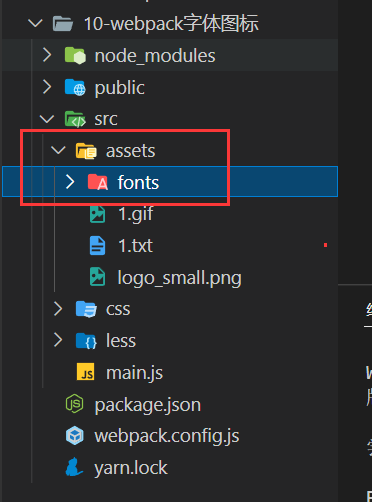 10-webpack字体图标
node_modules
public
src
assets
fonts
1.gif
1.txt
logo_small.png
css
less
JS main.js
package.json
webpack.config.js
yarn.lock